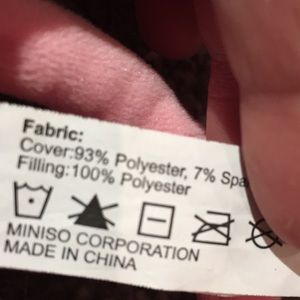 Fabric:
Cover:93% Polyester, 7% Spa
Filling:100% Polyester
MINISO CORPORATION
MADE IN CHINA